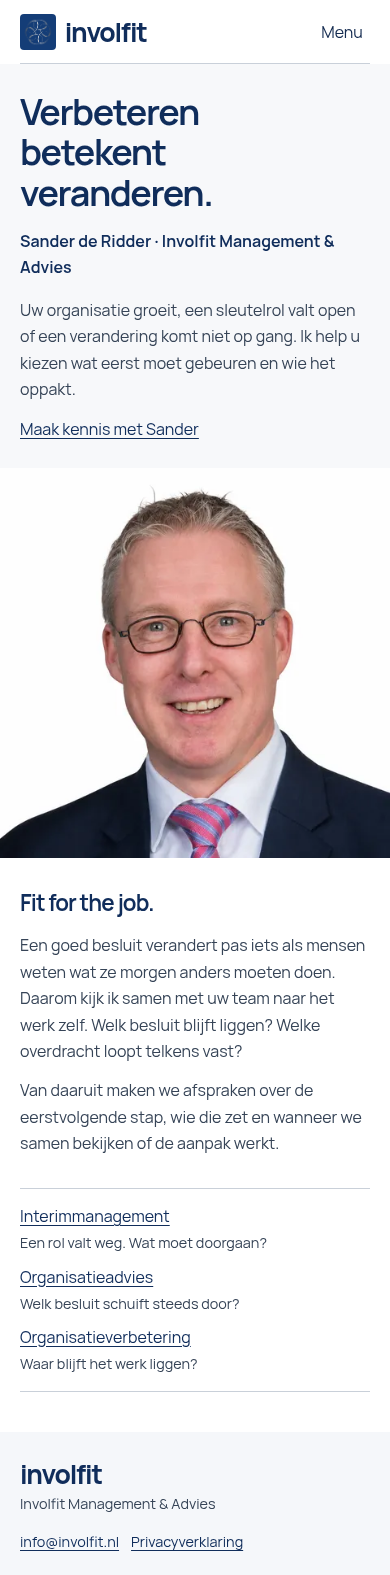 involfit
Menu
Verbeteren
betekent
veranderen.
Sander de Ridder · Involfit Management &
Advies
Uw organisatie groeit, een sleutelrol valt open
of een verandering komt niet op gang. Ik help u
kiezen wat eerst moet gebeuren en wie het
oppakt.
Maak kennis met Sander
Fit for the job.
Een goed besluit verandert pas iets als mensen
weten wat ze morgen anders moeten doen.
Daarom kijk ik samen met uw team naar het
werk zelf. Welk besluit blijft liggen? Welke
overdracht loopt telkens vast?
Van daaruit maken we afspraken over de
eerstvolgende stap, wie die zet en wanneer we
samen bekijken of de aanpak werkt.
Interimmanagement
Een rol valt weg. Wat moet doorgaan?
Organisatieadvies
Welk besluit schuift steeds door?
Organisatieverbetering
Waar blijft het werk liggen?
involfit
Involfit Management & Advies
info@involfit.nl Privacyverklaring